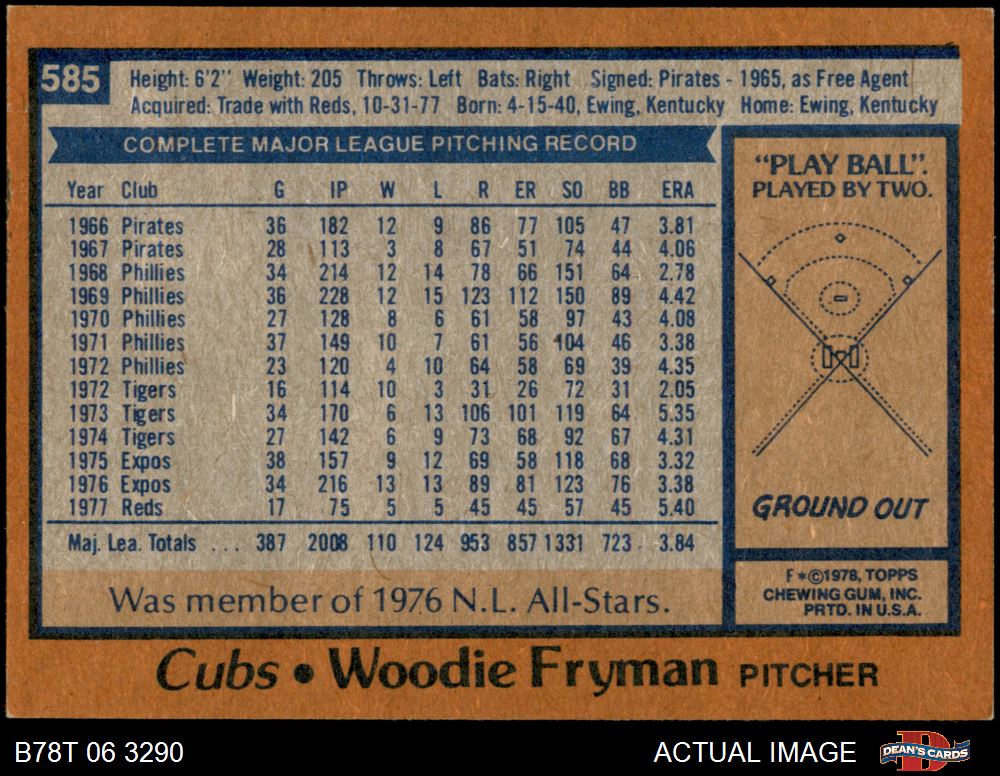 585
Height: 6'2" Weight: 205 Throws: Left Bats: Right Signed: Pirates - 1965, as Free Agent
Acquired: Trade with Reds, 10-31-77 Born: 4-15-40, Ewing, Kentucky Home: Ewing, Kentucky
COMPLETE MAJOR LEAGUE PITCHING RECORD
Year Club G IP W L R ER SO BB ERA
1966 Pirates 36 182 12 9 86 77 105 47 3.81
1967 Pirates 28 113 3 8 67 51 74 44 4.06
1968 Phillies 34 214 12 14 78 66 151 64 2.78
1969 Phillies 36 228 12 15 123 112 150 89 4.42
1970 Phillies 27 128 8 6 61 58 97 43 4.08
1971 Phillies 37 149 10 7 61 56 104 46 3.38
1972 Phillies 23 120 4 10 64 58 69 39 4.35
1972 Tigers 16 114 10 3 31 26 72 31 2.05
1973 Tigers 34 170 6 13 106 101 119 64 5.35
1974 Tigers 27 142 6 9 73 68 92 67 4.31
1975 Expos 38 157 9 12 69 58 118 68 3.32
1976 Expos 34 216 13 13 89 81 123 76 3.38
1977 Reds 17 75 5 5 45 45 57 45 5.40
Maj. Lea. Totals ... 387 2008 110 124 953 857 1331 723 3.84
Was member of 1976 N.L. All-Stars.
"PLAY BALL".
PLAYED BY TWO.
GROUND OUT
F*©1978, TOPPS
CHEWING GUM, INC.
PRTD. IN U.S.A.
Cubs • Woodie Fryman PITCHER
B78T 06 3290
ACTUAL IMAGE
DEAN'S CARDS